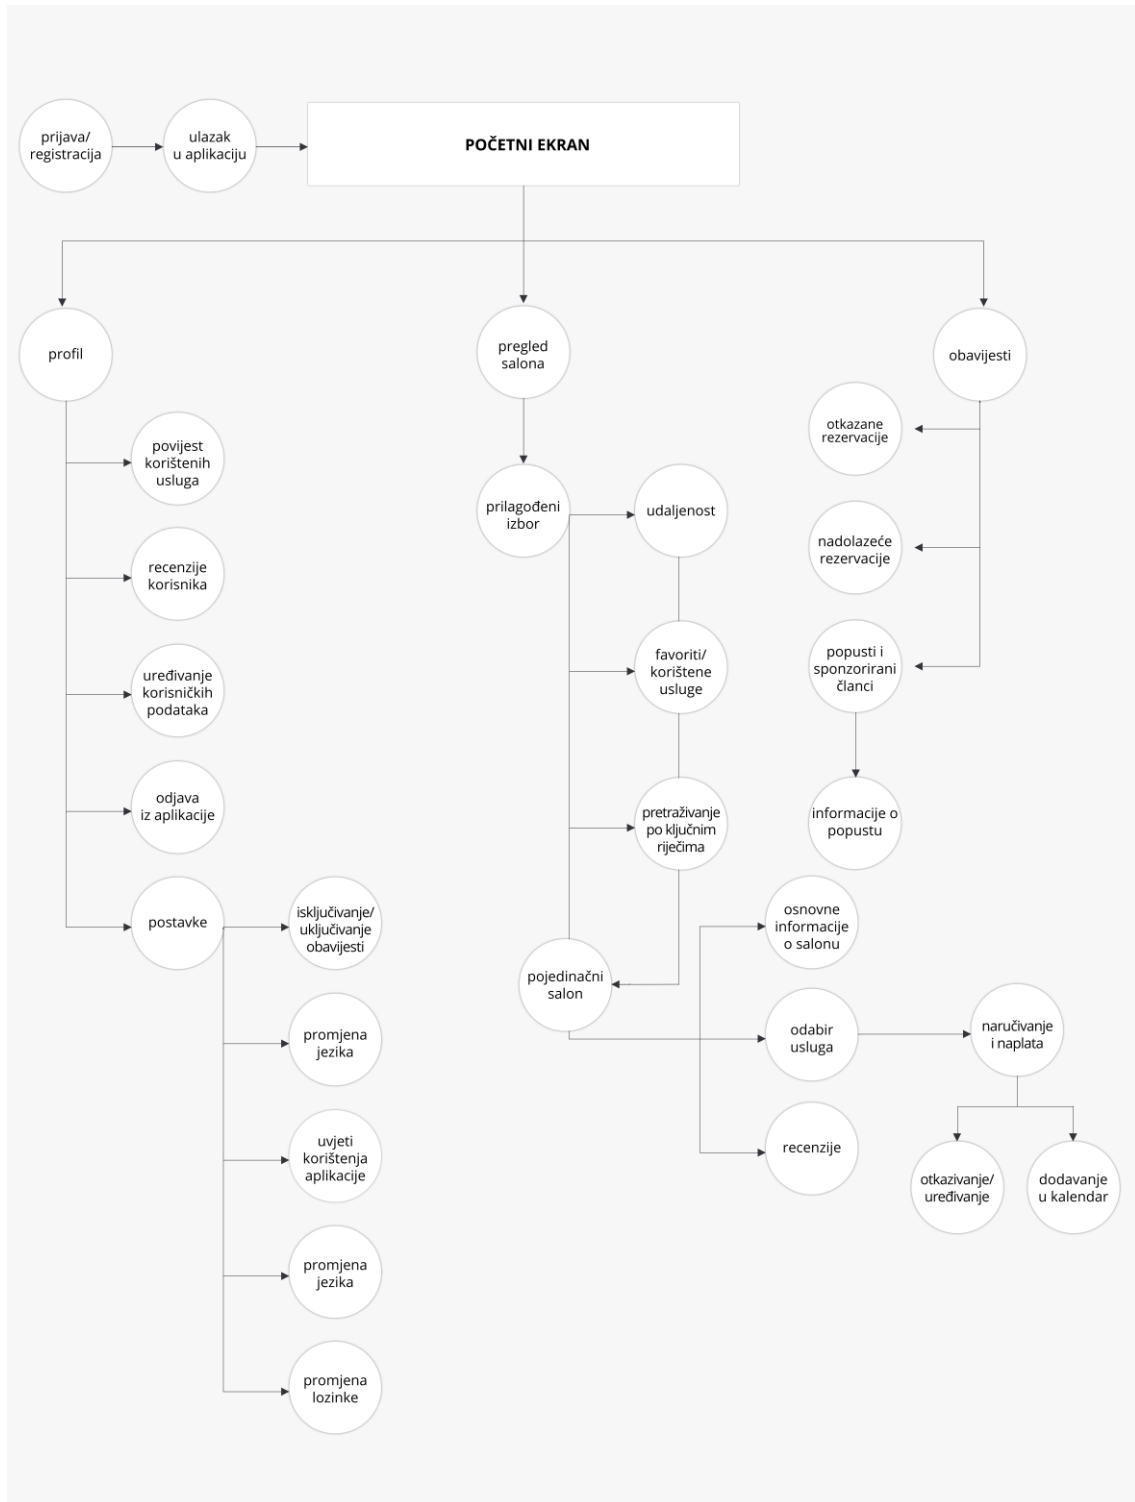 prijava/
registracija
ulazak
u aplikaciju
POČETNI EKRAN
profil
pregled
salona
obavijesti
povijest
korištenih
usluga
recenzije
korisnika
uređivanje
korisničkih
podataka
odjava
iz aplikacije
postavke
isključivanje/
uključivanje
obavijesti
promjena
jezika
uvjeti
korištenja
aplikacije
promjena
jezika
promjena
lozinke
prilagođeni
izbor
udaljenost
favoriti/
korištene
usluge
pretraživanje
po ključnim
riječima
pojedinačni
salon
osnovne
informacije
o salonu
odabir
usluga
recenzije
naručivanje
i naplata
otkazivanje/
uređivanje
dodavanje
u kalendar
otkazane
rezervacije
nadolazeće
rezervacije
popusti i
sponzorirani
članci
informacije o
popustu